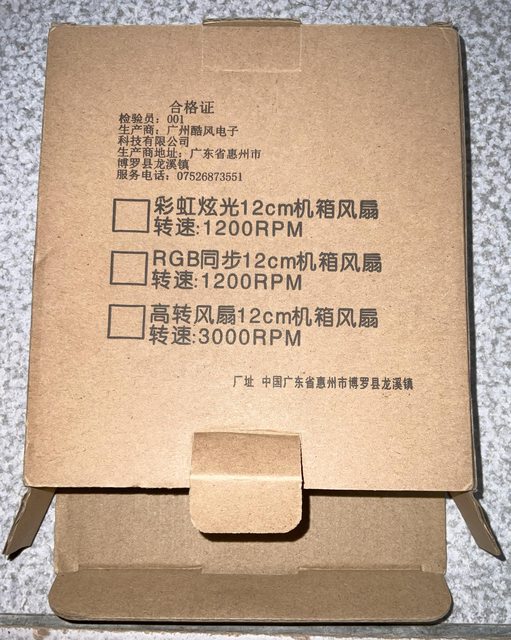 合格证
检验员：001
生产商：广州酷风电子
科技有限公司
生产商地址：广东省惠州市
博罗县龙溪镇
服务电话：07526873551
彩虹炫光12cm机箱风扇
转速:1200RPM
RGB同步12cm机箱风扇
转速:1200RPM
高转风扇12cm机箱风扇
转速:3000RPM
厂址 中国广东省惠州市博罗县龙溪镇